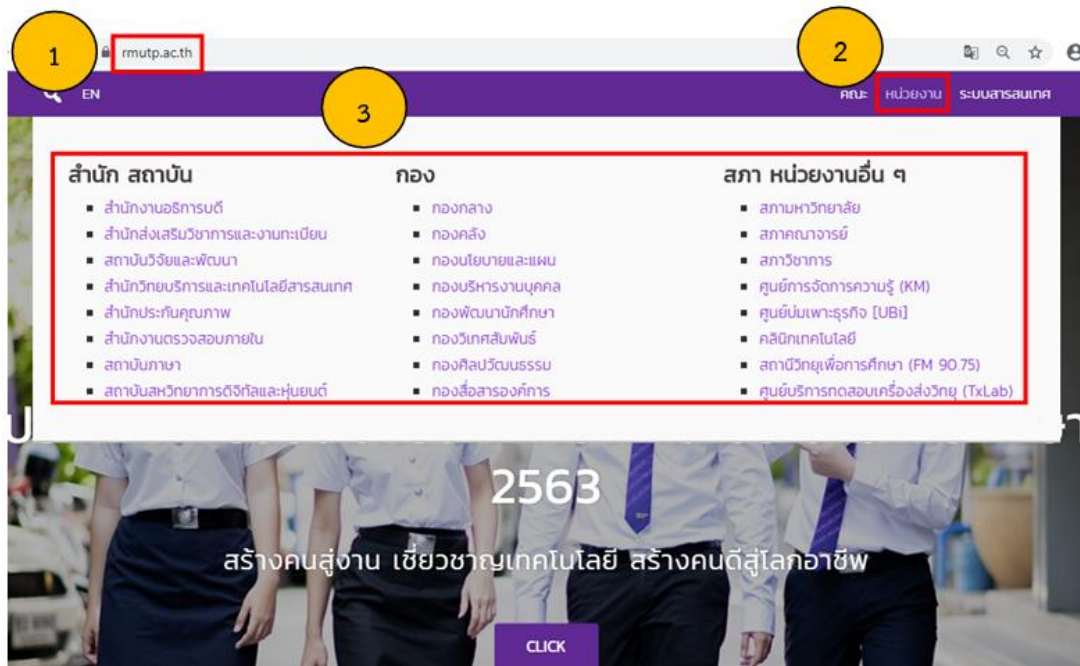 1
rmutp.ac.th
2
EN
คณะ หน่วยงาน ระบบสารสนเทศ
3
สำนัก สถาบัน
สำนักงานอธิการบดี
สำนักส่งเสริมวิชาการและงานทะเบียน
สถาบันวิจัยและพัฒนา
สำนักวิทยบริการและเทคโนโลยีสารสนเทศ
สำนักประกันคุณภาพ
สำนักงานตรวจสอบภายใน
สถาบันภาษา
สถาบันสหวิทยาการดิจิทัลและหุ่นยนต์
กอง
กองกลาง
กองคลัง
กองนโยบายและแผน
กองบริหารงานบุคคล
กองพัฒนานักศึกษา
กองวิเทศสัมพันธ์
กองศิลปวัฒนธรรม
กองสื่อสารองค์การ
สภา หน่วยงานอื่น ๆ
สภามหาวิทยาลัย
สภาคณาจารย์
สภาวิชาการ
ศูนย์การจัดการความรู้ (KM)
ศูนย์บ่มเพาะธุรกิจ [UBi]
คลินิกเทคโนโลยี
สถานีวิทยุเพื่อการศึกษา (FM 90.75)
ศูนย์บริการทดสอบเครื่องส่งวิทยุ (TxLab)
2563
สร้างคนสู่งาน เชี่ยวชาญเทคโนโลยี สร้างคนดีสู่โลกอาชีพ
CLICK